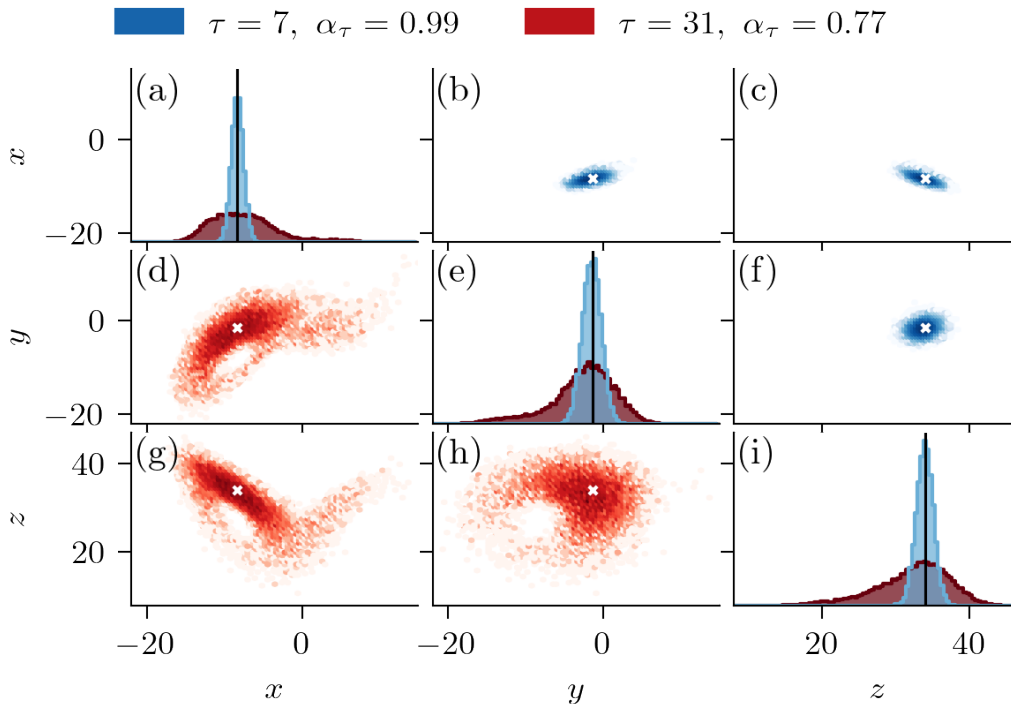 τ = 7, α_τ = 0.99 τ = 31, α_τ = 0.77
(a) (b) (c)
x 0
−20
(d) (e) (f)
y 0
−20
(g) (h) (i)
40
z
20
−20 0 −20 0 20 40
x y z